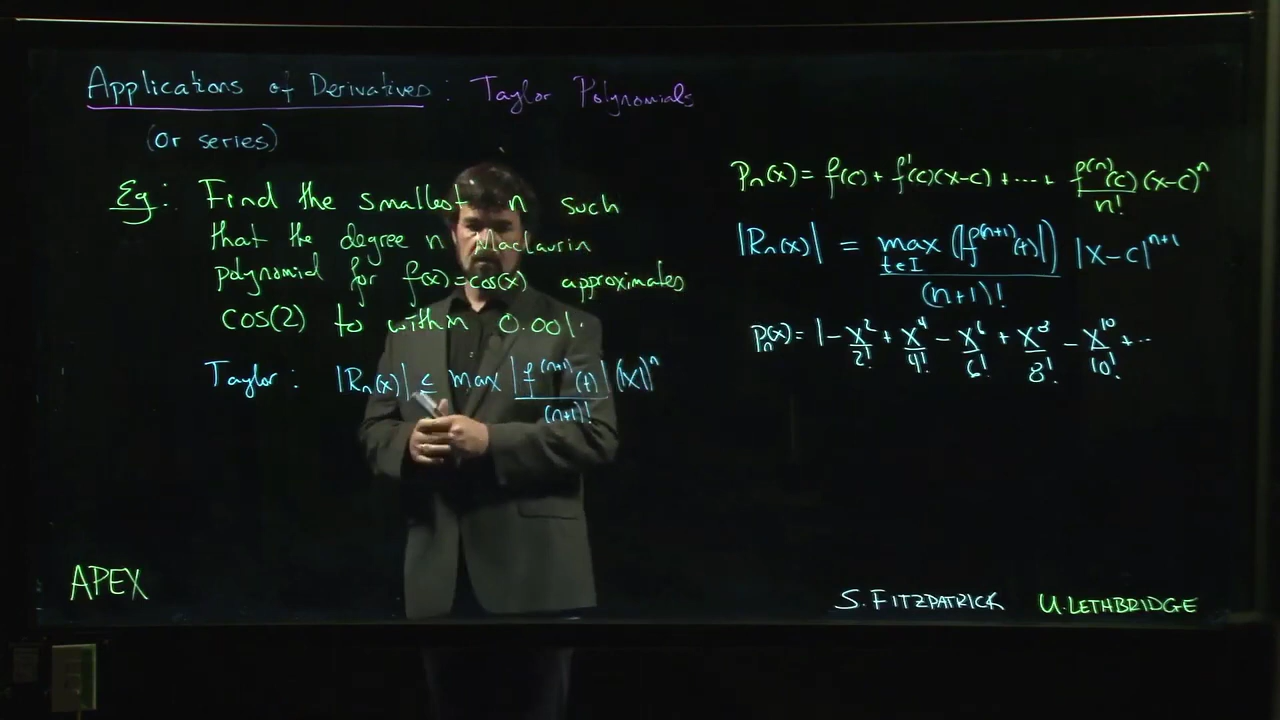 Applications of Derivatives : Taylor Polynomials
(Or series)
Eg: Find the smallest n such
that the degree n Maclaurin
polynomial for f(x)=cos(x) approximates
cos(2) to within 0.001.
Taylor: |Rₙ(x)| ≤ max |f⁽ⁿ⁺¹⁾(t)|/(n+1)! (|x|)ⁿ
pₙ(x) = f(c) + f'(c)(x-c) + .... + f⁽ⁿ⁾(c)/n! (x-c)ⁿ
|Rₙ(x)| = max t∈I (|f⁽ⁿ⁺¹⁾(t)|)/(n+1)! |x-c|ⁿ⁺¹
pₙ(x) = 1 - x²/2! + x⁴/4! - x⁶/6! + x⁸/8! - x¹⁰/10! + ...
APEX
S. FITZPATRICK U. LETHBRIDGE